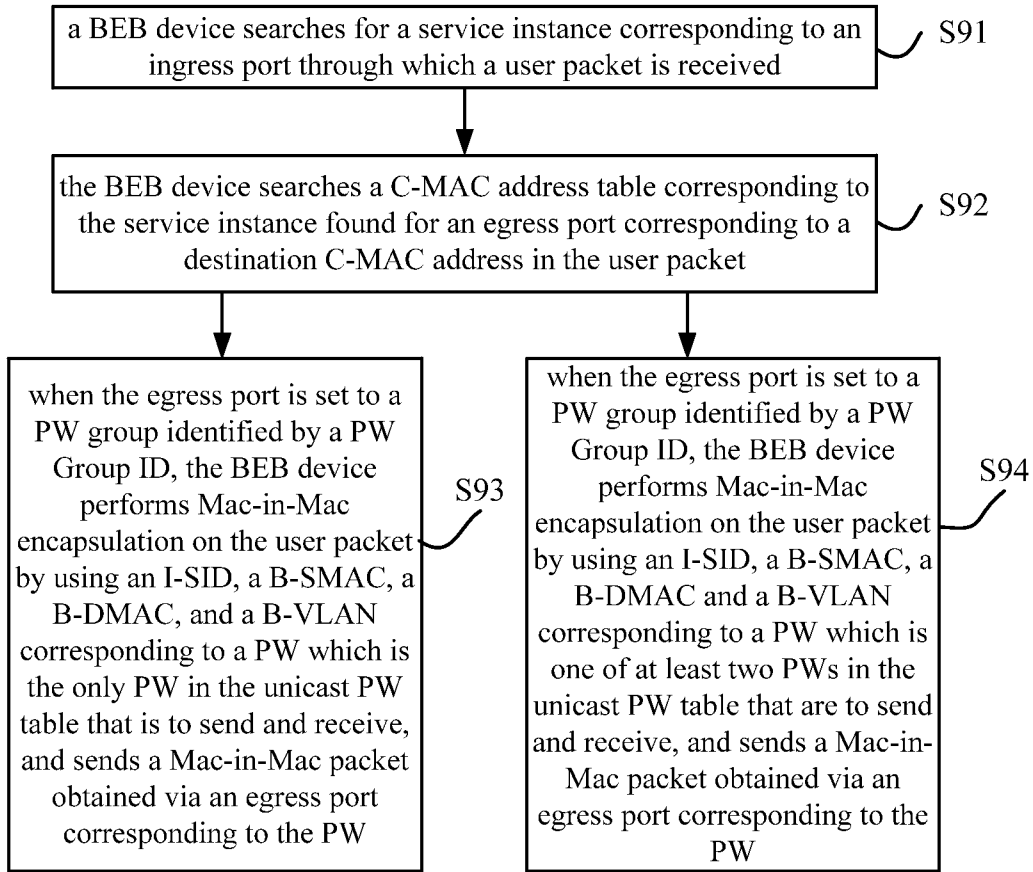 a BEB device searches for a service instance corresponding to an
ingress port through which a user packet is received
S91
the BEB device searches a C-MAC address table corresponding to
the service instance found for an egress port corresponding to a
destination C-MAC address in the user packet
S92
when the egress port is set to a
PW group identified by a PW
Group ID, the BEB device
performs Mac-in-Mac
encapsulation on the user packet
by using an I-SID, a B-SMAC, a
B-DMAC, and a B-VLAN
corresponding to a PW which is
the only PW in the unicast PW
table that is to send and receive,
and sends a Mac-in-Mac packet
obtained via an egress port
corresponding to the PW
S93
when the egress port is set to a
PW group identified by a PW
Group ID, the BEB device
performs Mac-in-Mac
encapsulation on the user packet
by using an I-SID, a B-SMAC, a
B-DMAC and a B-VLAN
corresponding to a PW which is
one of at least two PWs in the
unicast PW table that are to send
and receive, and sends a Mac-in-
Mac packet obtained via an
egress port corresponding to the
PW
S94